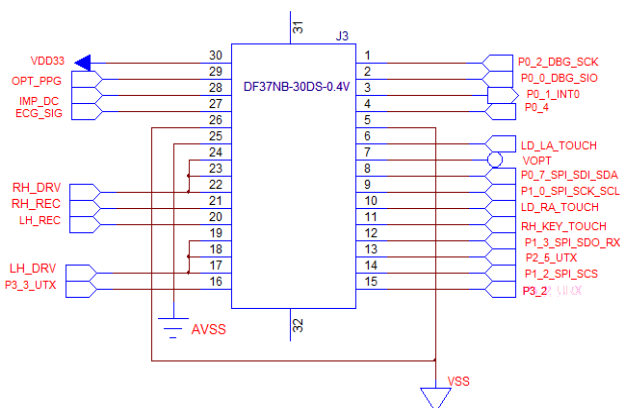 31
J3
DF37NB-30DS-0.4V
VDD33 30 1 P0_2_DBG_SCK
OPT_PPG 29 2 P0_0_DBG_SIO
28 3 P0_1_INT0
IMP_DC 27 4 P0_4
ECG_SIG
26 5
25 6 LD_LA_TOUCH
24 7 VOPT
23 8 P0_7_SPI_SDI_SDA
RH_DRV 22 9 P1_0_SPI_SCK_SCL
RH_REC 21 10 LD_RA_TOUCH
LH_REC 20 11 RH_KEY_TOUCH
19 12 P1_3_SPI_SDO_RX
18 13 P2_5_UTX
LH_DRV 17 14 P1_2_SPI_SCS
P3_3_UTX 16 15 P3_2
AVSS
32
VSS